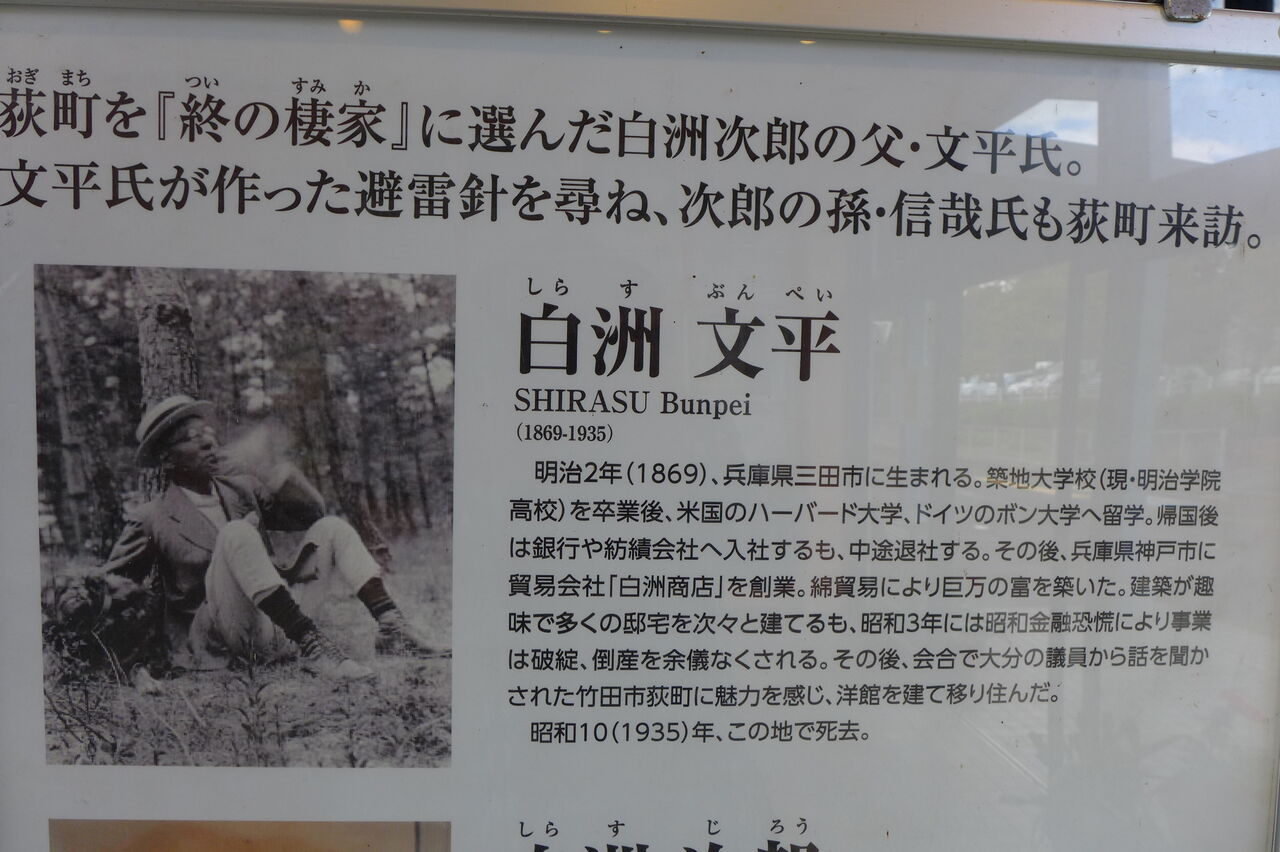 おぎ まち つい すみ か
荻町を『終の棲家』に選んだ白洲次郎の父・文平氏。
文平氏が作った避雷針を尋ね、次郎の孫・信哉氏も荻町来訪。
しら す ぶん ぺい
白洲 文平
SHIRASU Bunpei
(1869-1935)
明治2年(1869)、兵庫県三田市に生まれる。築地大学校(現・明治学院
高校)を卒業後、米国のハーバード大学、ドイツのボン大学へ留学。帰国後
は銀行や紡績会社へ入社するも、中途退社する。その後、兵庫県神戸市に
貿易会社「白洲商店」を創業。綿貿易により巨万の富を築いた。建築が趣
味で多くの邸宅を次々と建てるも、昭和3年には昭和金融恐慌により事業
は破綻、倒産を余儀なくされる。その後、会合で大分の議員から話を聞か
された竹田市荻町に魅力を感じ、洋館を建て移り住んだ。
昭和10(1935)年、この地で死去。
しら す じ ろう